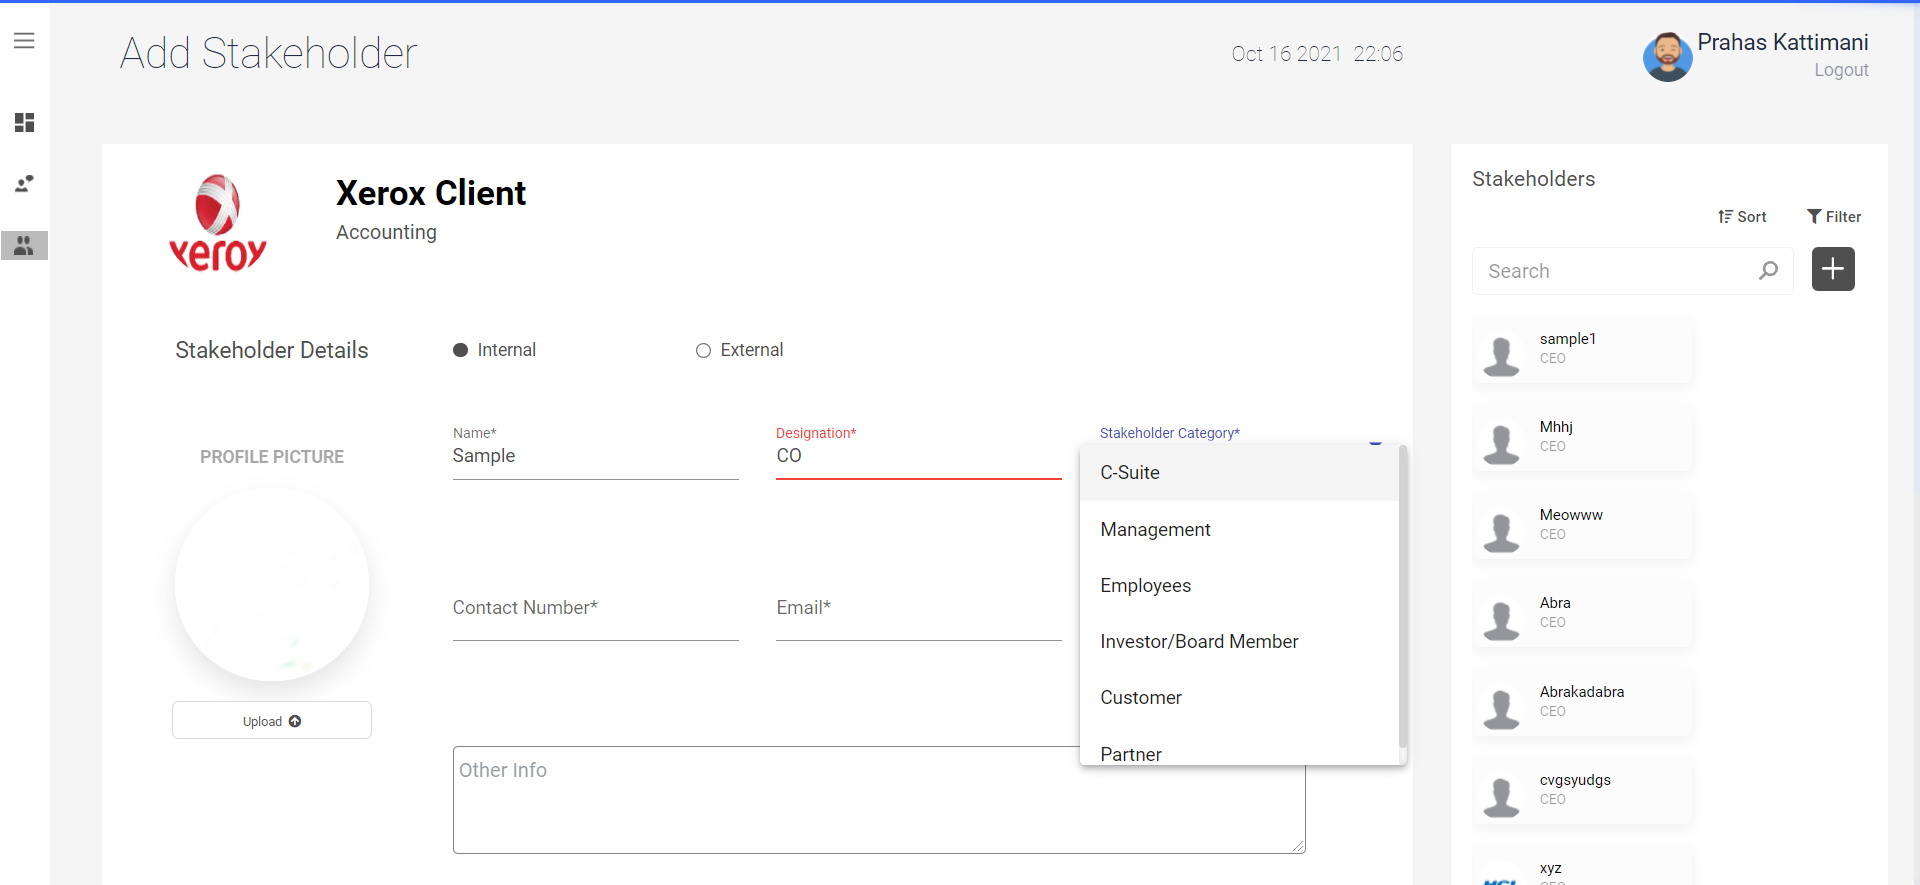 Add Stakeholder
Oct 16 2021 22:06
Prahas Kattimani
Logout
xeroy
Xerox Client
Accounting
Stakeholder Details
Internal
External
PROFILE PICTURE
Upload
Name*
Sample
Designation*
CO
Stakeholder Category*
C-Suite
Management
Employees
Investor/Board Member
Customer
Partner
Contact Number*
Email*
Other Info
Stakeholders
Sort
Filter
Search
sample1
CEO
Mhhj
CEO
Meowww
CEO
Abra
CEO
Abrakadabra
CEO
cvgsyudgs
CEO
xyz